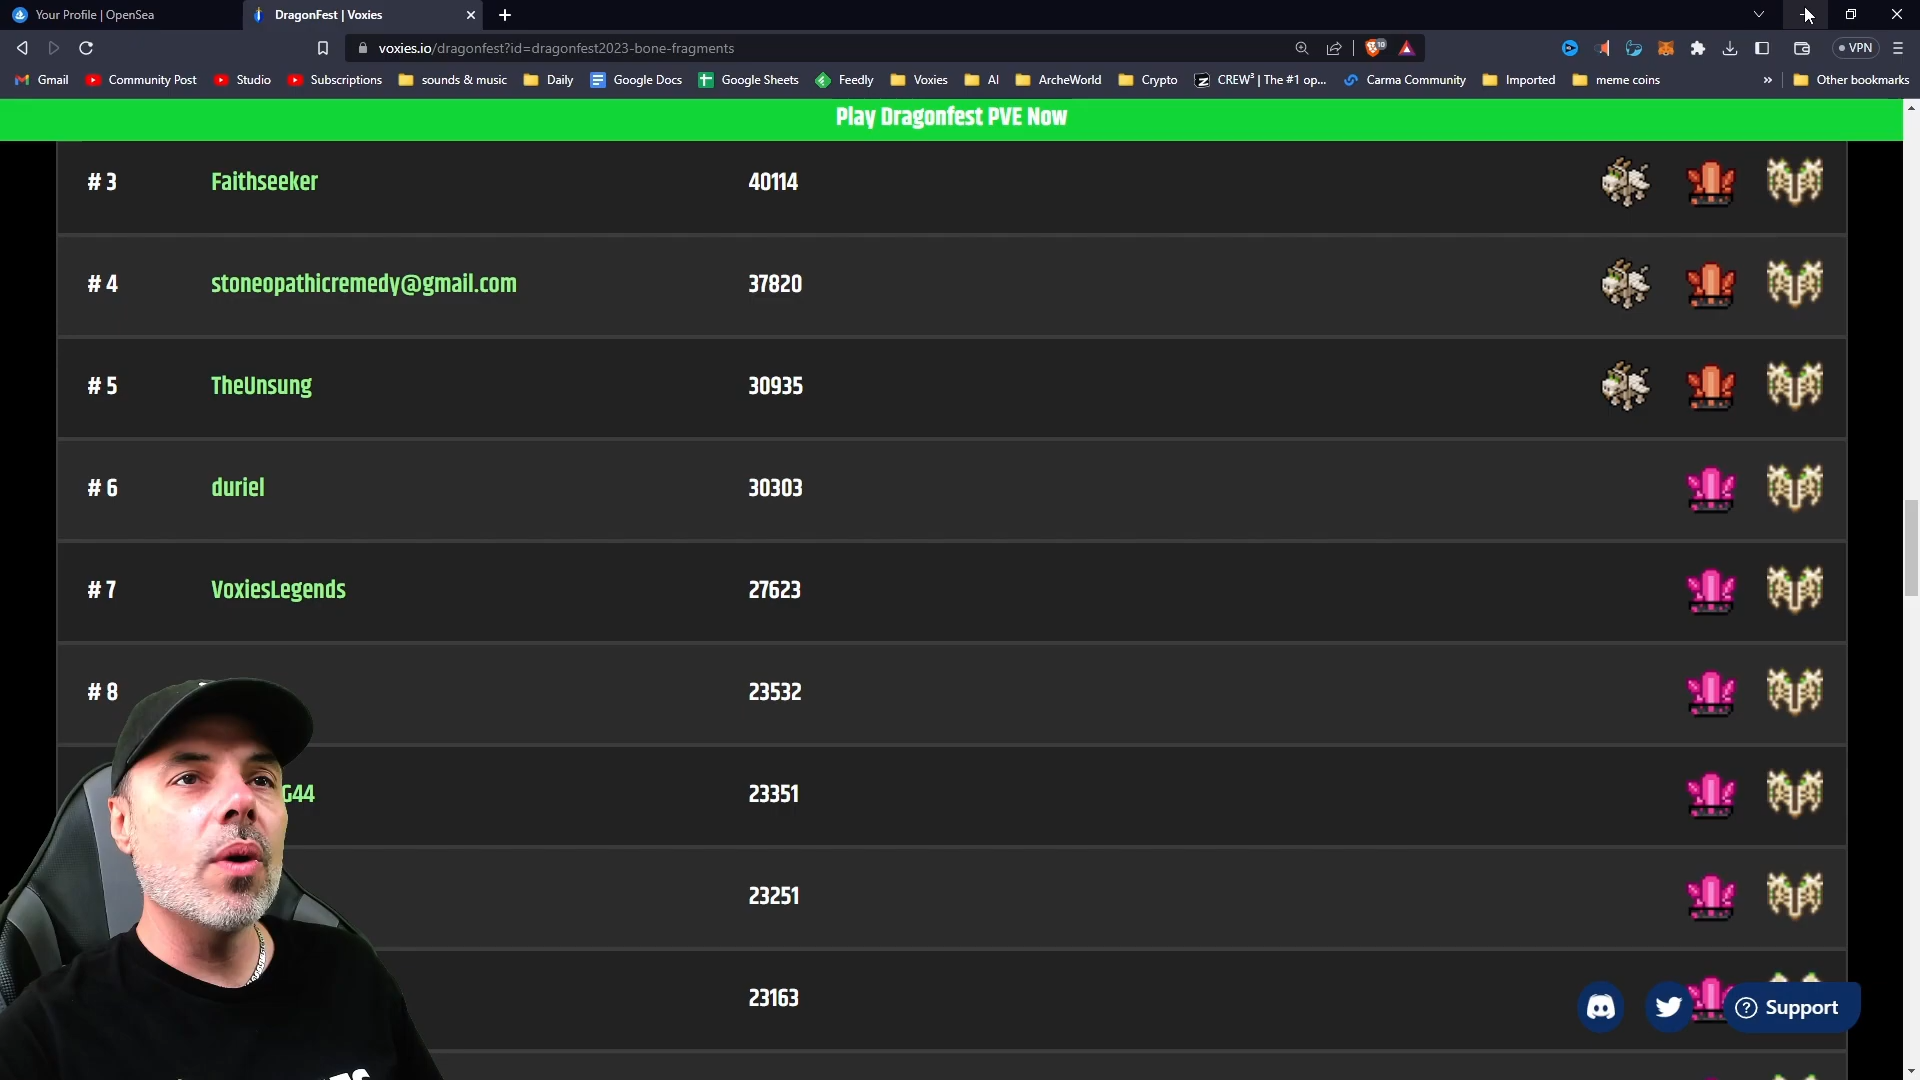 Your Profile | OpenSea
DragonFest | Voxies
voxies.io/dragonfest?id=dragonfest2023-bone-fragments
10
VPN
Gmail
Community Post
Studio
Subscriptions
sounds & music
Daily
Google Docs
Google Sheets
Feedly
Voxies
AI
ArcheWorld
Crypto
CREW³ | The #1 op...
Carma Community
Imported
meme coins
Other bookmarks
Play Dragonfest PVE Now
# 3 Faithseeker 40114
# 4 stoneopathicremedy@gmail.com 37820
# 5 TheUnsung 30935
# 6 duriel 30303
# 7 VoxiesLegends 27623
# 8 23532
G44 23351
23251
23163
Support